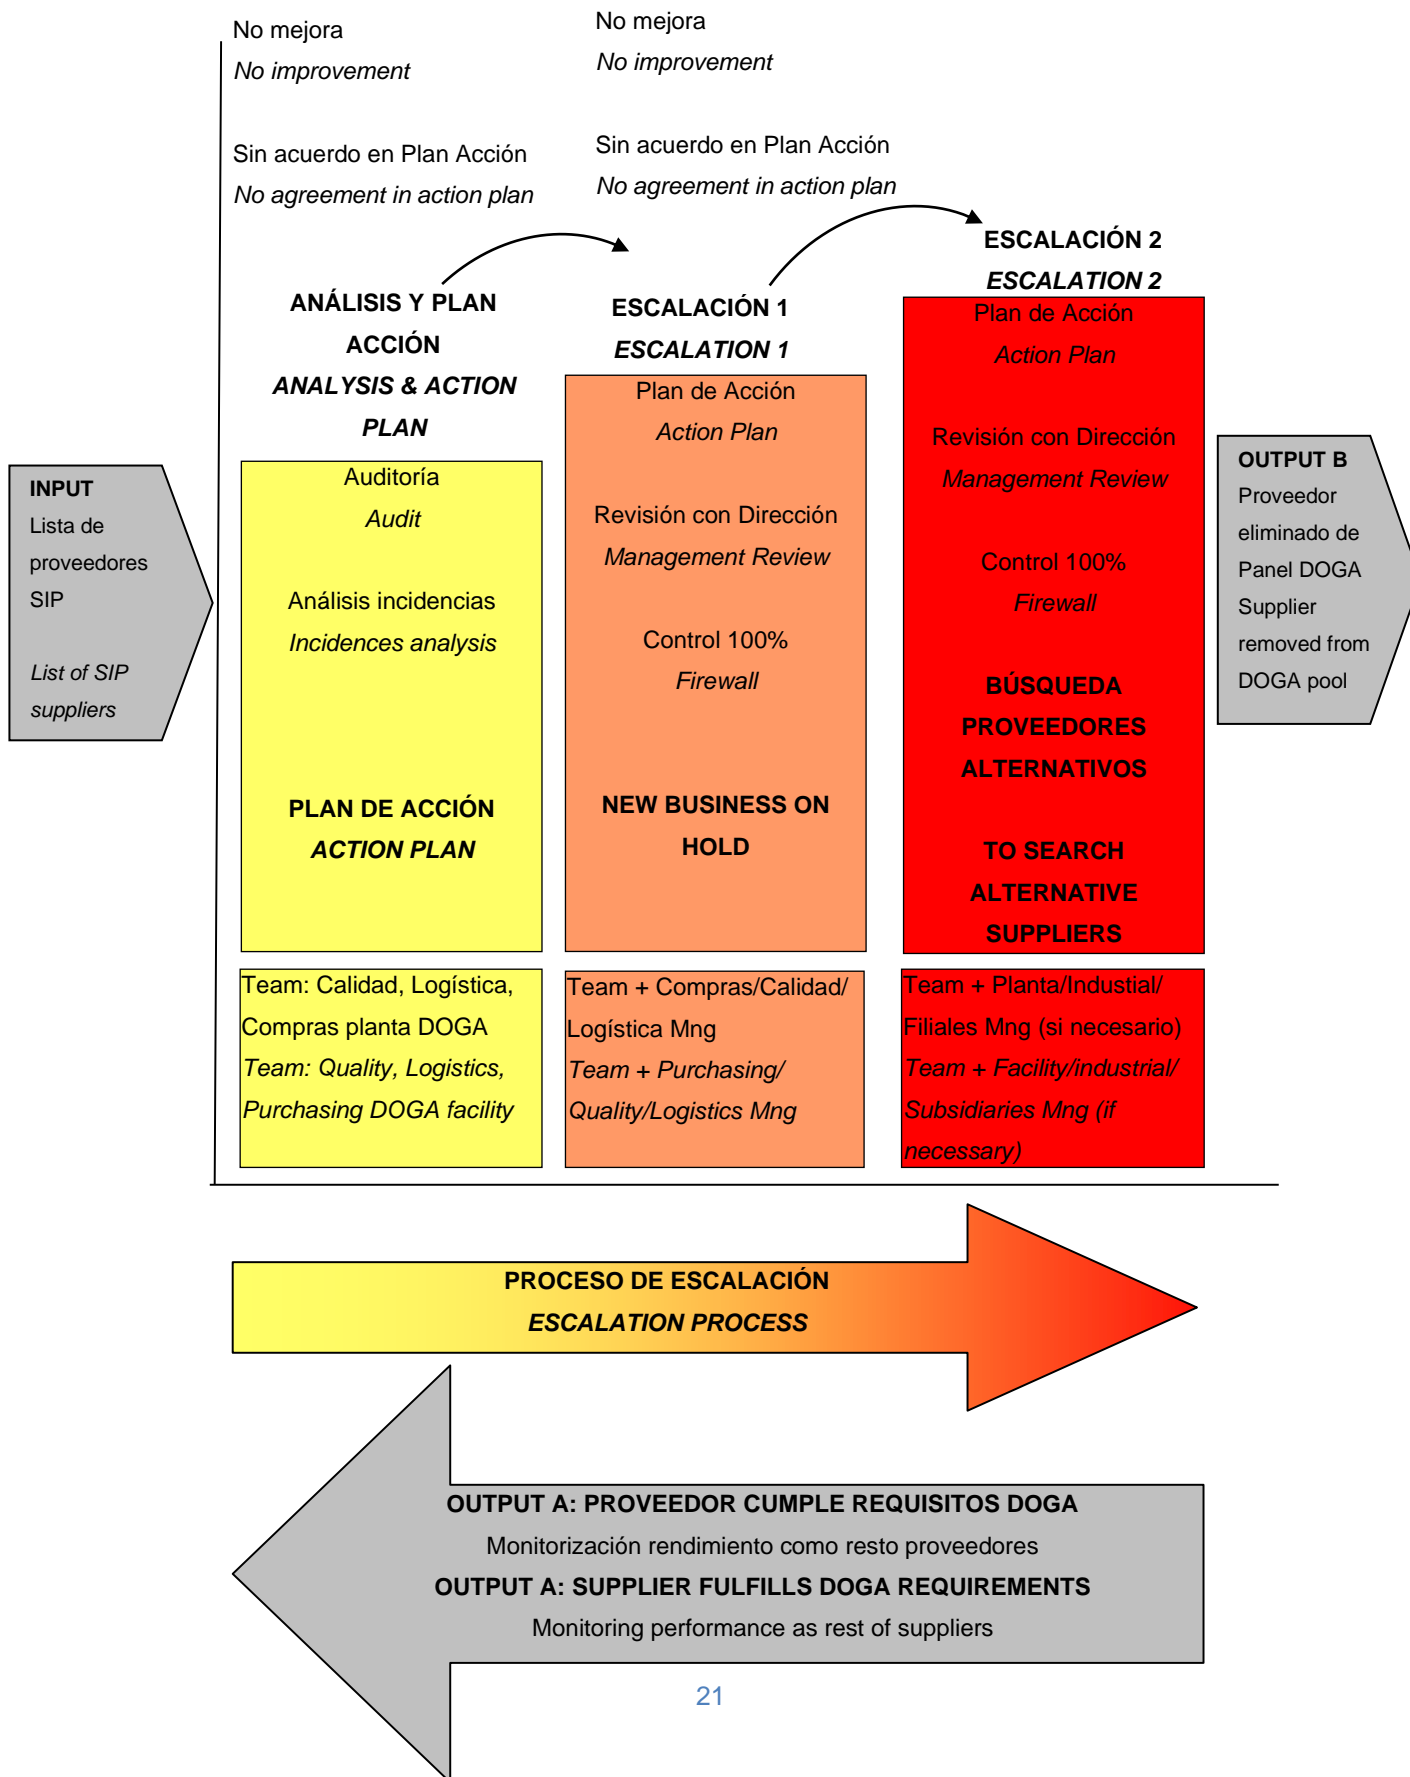 No mejora
No improvement
Sin acuerdo en Plan Acción
No agreement in action plan
No mejora
No improvement
Sin acuerdo en Plan Acción
No agreement in action plan
INPUT
Lista de
proveedores
SIP
List of SIP
suppliers
ANÁLISIS Y PLAN
ACCIÓN
ANALYSIS & ACTION
PLAN
Auditoría
Audit
Análisis incidencias
Incidences analysis
PLAN DE ACCIÓN
ACTION PLAN
Team: Calidad, Logística,
Compras planta DOGA
Team: Quality, Logistics,
Purchasing DOGA facility
ESCALACIÓN 1
ESCALATION 1
Plan de Acción
Action Plan
Revisión con Dirección
Management Review
Control 100%
Firewall
NEW BUSINESS ON
HOLD
Team + Compras/Calidad/
Logística Mng
Team + Purchasing/
Quality/Logistics Mng
ESCALACIÓN 2
ESCALATION 2
Plan de Acción
Action Plan
Revisión con Dirección
Management Review
Control 100%
Firewall
BÚSQUEDA
PROVEEDORES
ALTERNATIVOS
TO SEARCH
ALTERNATIVE
SUPPLIERS
Team + Planta/Industial/
Filiales Mng (si necesario)
Team + Facility/industrial/
Subsidiaries Mng (if
necessary)
OUTPUT B
Proveedor
eliminado de
Panel DOGA
Supplier
removed from
DOGA pool
PROCESO DE ESCALACIÓN
ESCALATION PROCESS
OUTPUT A: PROVEEDOR CUMPLE REQUISITOS DOGA
Monitorización rendimiento como resto proveedores
OUTPUT A: SUPPLIER FULFILLS DOGA REQUIREMENTS
Monitoring performance as rest of suppliers
21